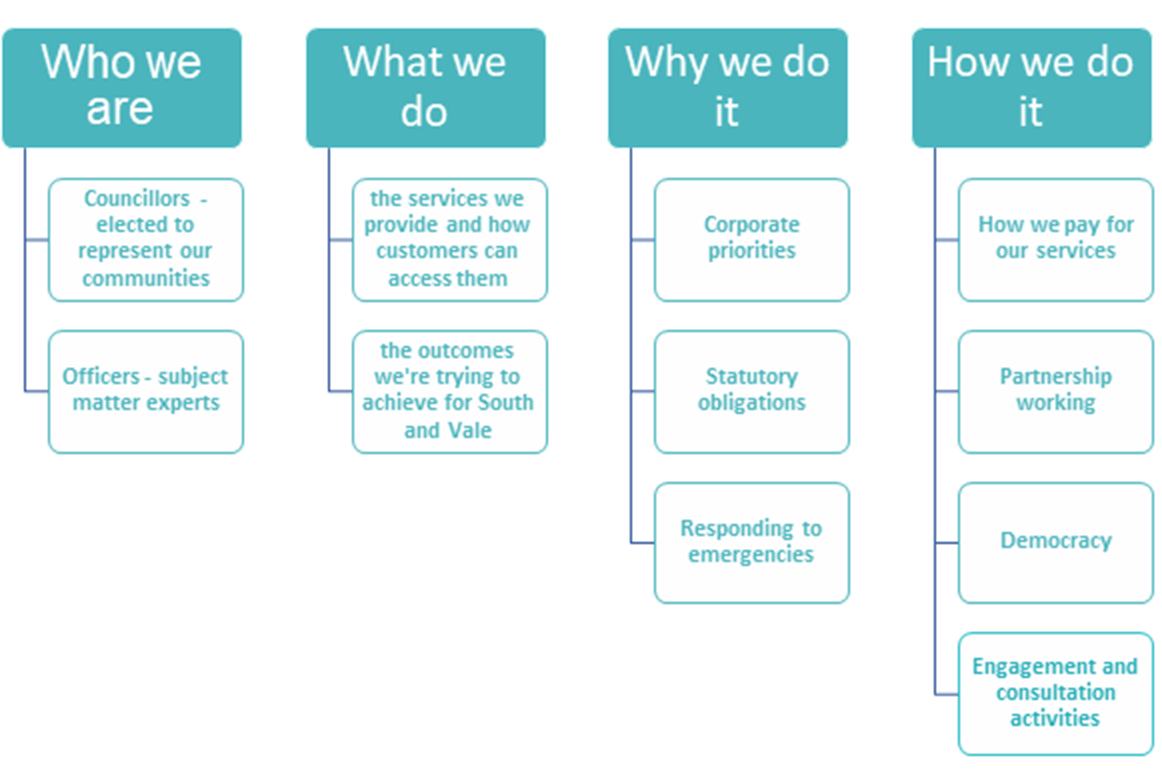 Who we
are
Councillors -
elected to
represent our
communities
Officers - subject
matter experts
What we
do
the services we
provide and how
customers can
access them
the outcomes
we're trying to
achieve for South
and Vale
Why we do
it
Corporate
priorities
Statutory
obligations
Responding to
emergencies
How we do
it
How we pay for
our services
Partnership
working
Democracy
Engagement and
consultation
activities